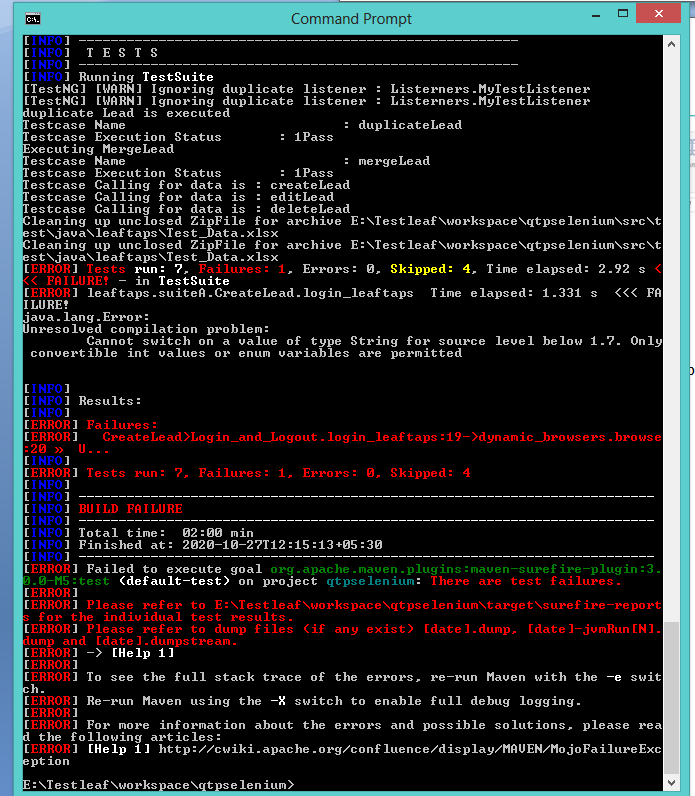 Command Prompt
[INFO] -------------------------------------------------------
[INFO]  T E S T S
[INFO] -------------------------------------------------------
[INFO] Running TestSuite
[TestNG] [WARN] Ignoring duplicate listener : Listerners.MyTestListener
[TestNG] [WARN] Ignoring duplicate listener : Listerners.MyTestListener
duplicate Lead is executed
Testcase Name                           : duplicateLead
Testcase Execution Status       : 1Pass
Executing MergeLead
Testcase Name                           : mergeLead
Testcase Execution Status       : 1Pass
Testcase Calling for data is : createLead
Testcase Calling for data is : editLead
Testcase Calling for data is : deleteLead
Cleaning up unclosed ZipFile for archive E:\Testleaf\workspace\qtpselenium\src\t
est\java\leaftaps\Test_Data.xlsx
Cleaning up unclosed ZipFile for archive E:\Testleaf\workspace\qtpselenium\src\t
est\java\leaftaps\Test_Data.xlsx
[ERROR] Tests run: 7, Failures: 1, Errors: 0, Skipped: 4, Time elapsed: 2.92 s <
<< FAILURE! - in TestSuite
[ERROR] leaftaps.suiteA.CreateLead.login_leaftaps  Time elapsed: 1.331 s  <<< FA
ILURE!
java.lang.Error:
Unresolved compilation problem:
        Cannot switch on a value of type String for source level below 1.7. Only
 convertible int values or enum variables are permitted
[INFO]
[INFO] Results:
[INFO]
[ERROR] Failures:
[ERROR]   CreateLead>Login_and_Logout.login_leaftaps:19->dynamic_browsers.browse
:20 »  U...
[INFO]
[ERROR] Tests run: 7, Failures: 1, Errors: 0, Skipped: 4
[INFO]
[INFO] ------------------------------------------------------------------------
[INFO] BUILD FAILURE
[INFO] ------------------------------------------------------------------------
[INFO] Total time:  02:00 min
[INFO] Finished at: 2020-10-27T12:15:13+05:30
[INFO] ------------------------------------------------------------------------
[ERROR] Failed to execute goal org.apache.maven.plugins:maven-surefire-plugin:3.
0.0-M5:test (default-test) on project qtpselenium: There are test failures.
[ERROR]
[ERROR] Please refer to E:\Testleaf\workspace\qtpselenium\target\surefire-report
s for the individual test results.
[ERROR] Please refer to dump files (if any exist) [date].dump, [date]-jvmRun[N].
dump and [date].dumpstream.
[ERROR] -> [Help 1]
[ERROR]
[ERROR] To see the full stack trace of the errors, re-run Maven with the -e swit
ch.
[ERROR] Re-run Maven using the -X switch to enable full debug logging.
[ERROR]
[ERROR] For more information about the errors and possible solutions, please rea
d the following articles:
[ERROR] [Help 1] http://cwiki.apache.org/confluence/display/MAVEN/MojoFailureExc
eption
E:\Testleaf\workspace\qtpselenium>